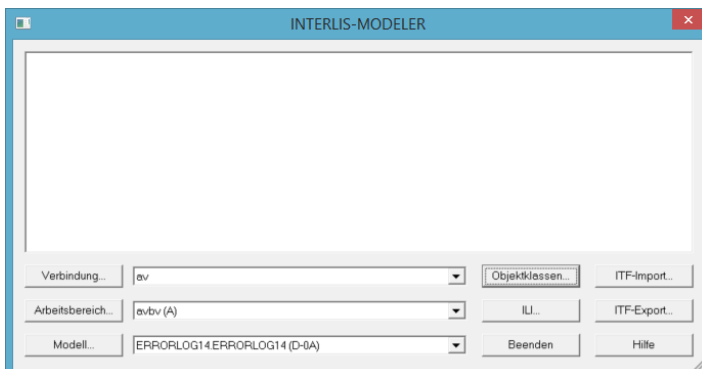 INTERLIS-MODELER
Verbindung... av Objektklassen... ITF-Import...
Arbeitsbereich... avbv (A) ILI... ITF-Export...
Modell... ERRORLOG14.ERRORLOG14 (D-0A) Beenden Hilfe